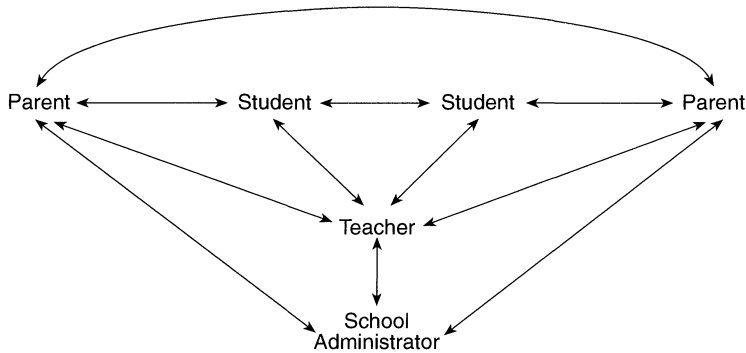 Parent Student Student Parent
Teacher
School
Administrator